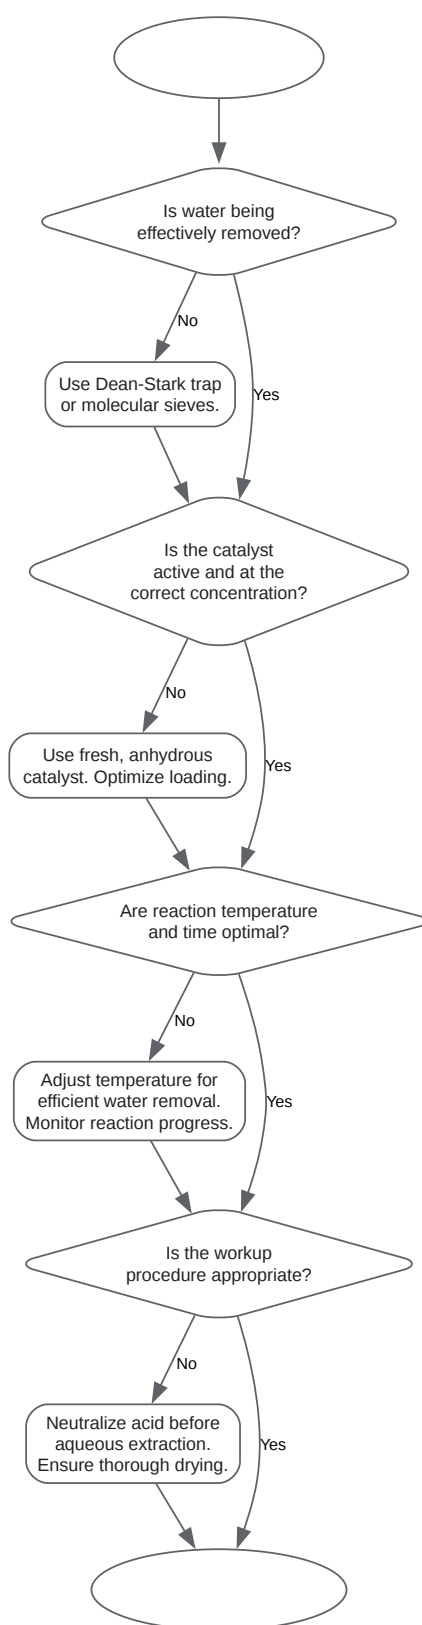 Is water being
effectively removed?
No
Use Dean-Stark trap
or molecular sieves.
Yes
Is the catalyst
active and at the
correct concentration?
No
Use fresh, anhydrous
catalyst. Optimize loading.
Yes
Are reaction temperature
and time optimal?
No
Adjust temperature for
efficient water removal.
Monitor reaction progress.
Yes
Is the workup
procedure appropriate?
No
Neutralize acid before
aqueous extraction.
Ensure thorough drying.
Yes